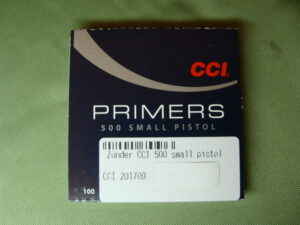 CCI
PRIMERS
500 SMALL PISTOL
Zünder CCI 500 small pistol
CCI 201709
100